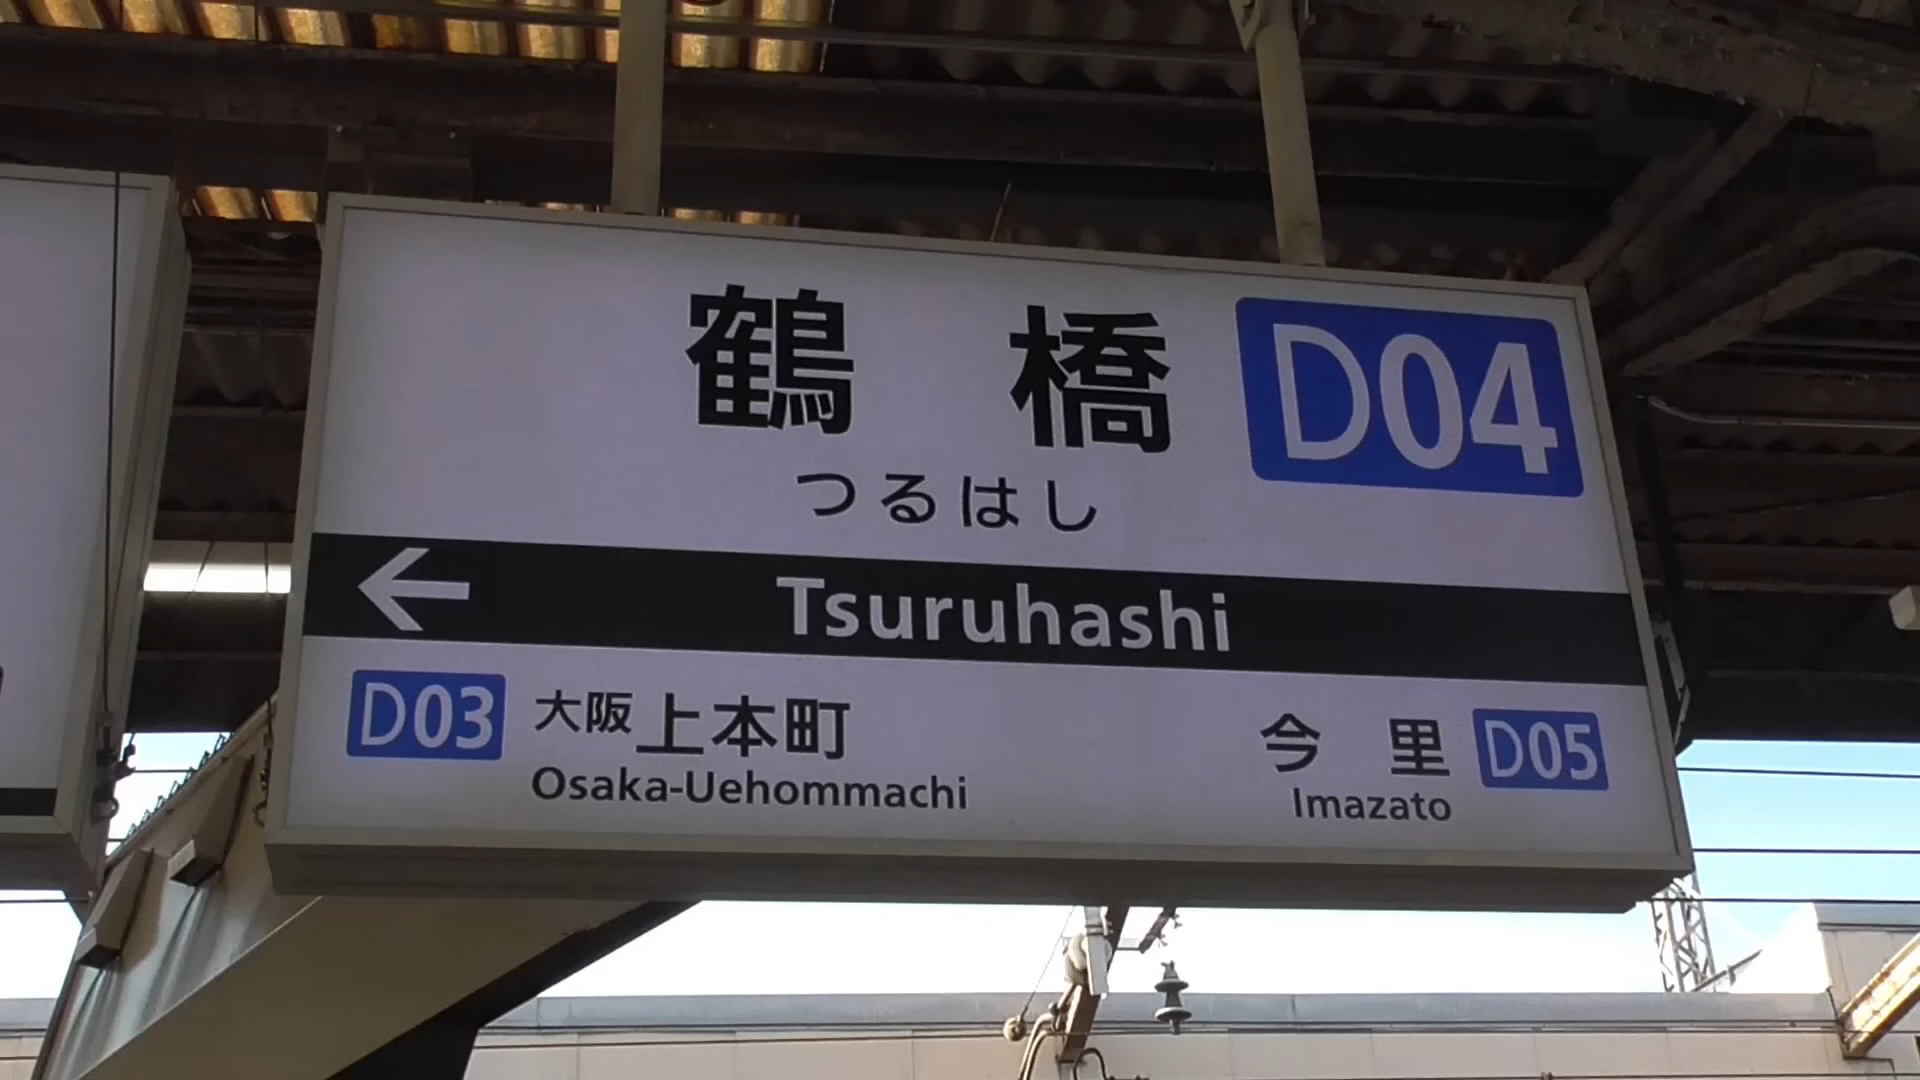 鶴橋 D04
つるはし
Tsuruhashi
D03 大阪上本町
Osaka-Uehommachi
今里 D05
Imazato